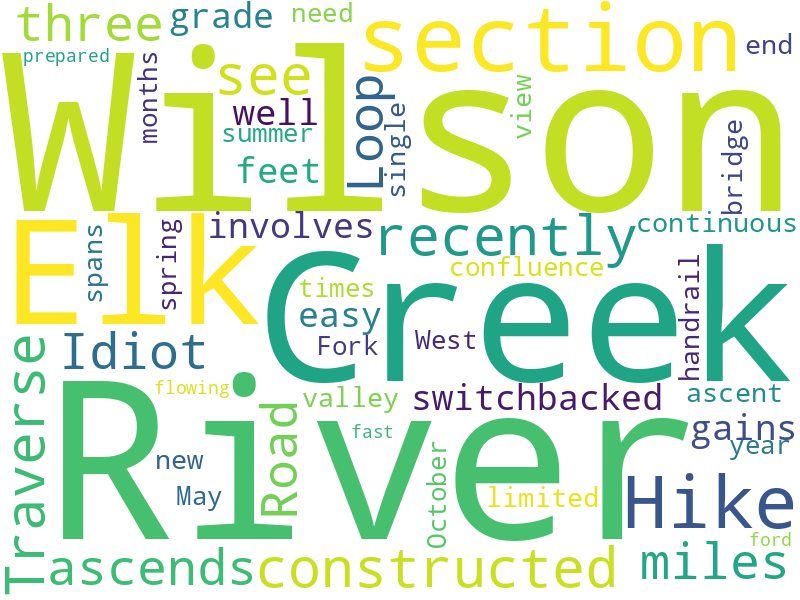 three grade need section end
prepared
Wilson
months see well summer feet Loop single view bridge
Elk spans spring involves recently continuous
Creek
times confluence easy Fork West handrail
Idiot
River
Traverse flowing valley switchbacked ascent
Road fast gains year
new May October limited Hike
ascends constructed miles ford